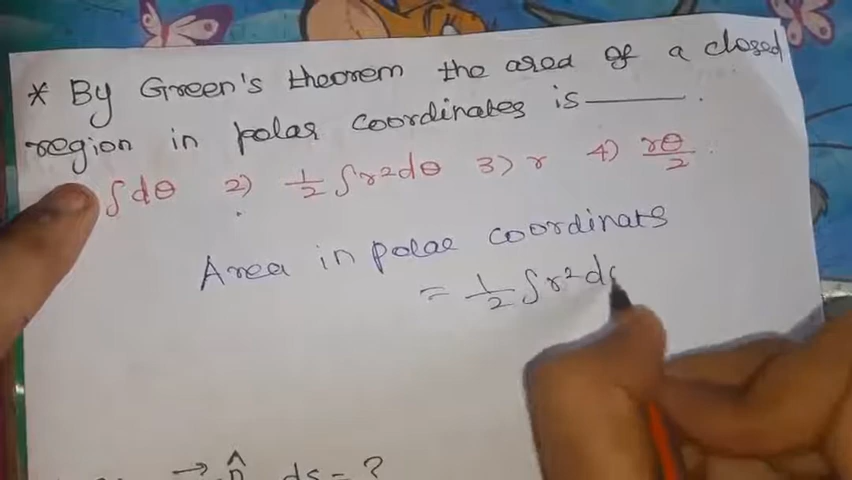 * By Green's theorem the area of a closed
region in polar coordinates is ———.
∫dθ 2) 1/2 ∫r²dθ 3) r 4) rθ/2.
Area in polar coordinats
= 1/2 ∫r²d
→ n̂ ds = ?